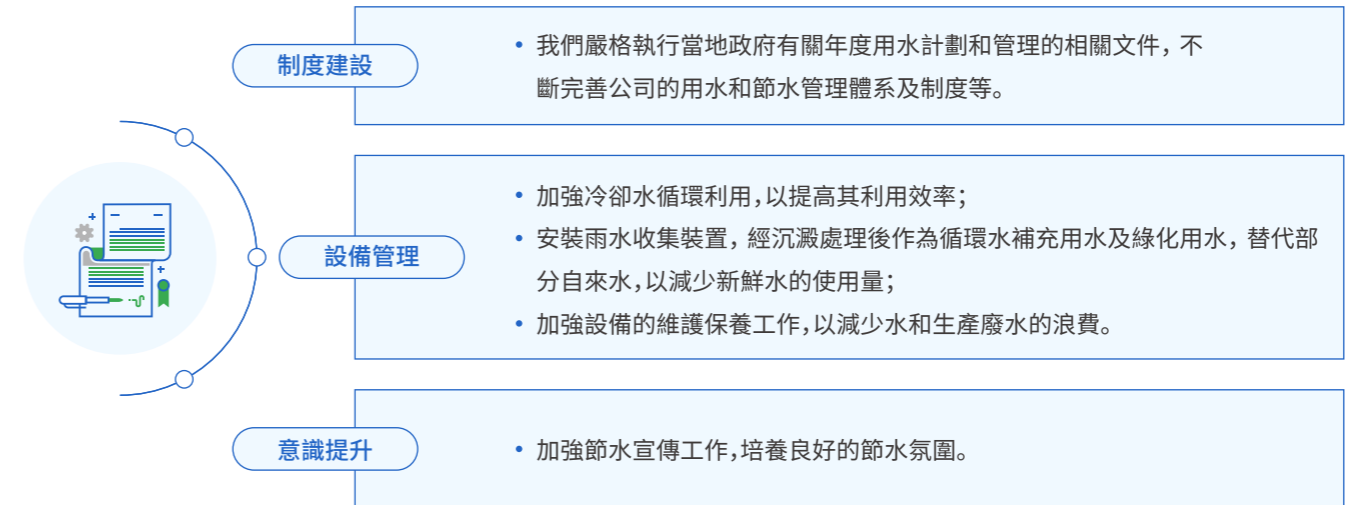 制度建設
我們嚴格執行當地政府有關年度用水計劃和管理的相關文件，不
斷完善公司的用水和節水管理體系及制度等。
設備管理
加強冷卻水循環利用，以提高其利用效率；
安裝雨水收集裝置，經沉澱處理後作為循環水補充用水及綠化用水，替代部
分自來水，以減少新鮮水的使用量；
加強設備的維護保養工作，以減少水和生產廢水的浪費。
意識提升
加強節水宣傳工作，培養良好的節水氛圍。